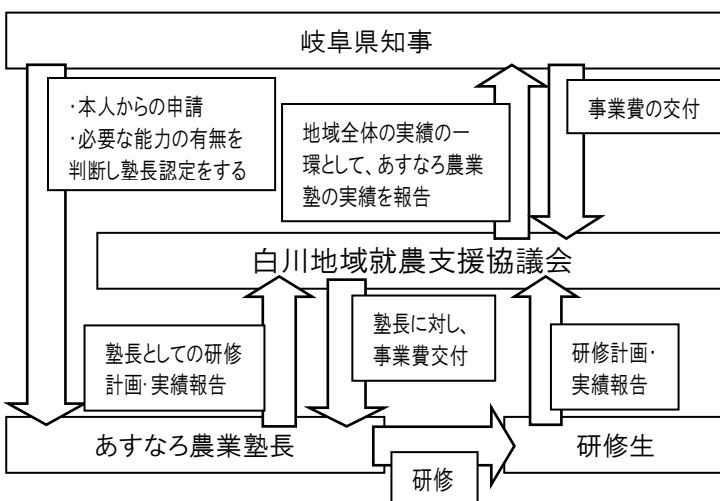 岐阜県知事
・本人からの申請
・必要な能力の有無を
判断し塾長認定をする
地域全体の実績の一
環として、あすなろ農業
塾の実績を報告
事業費の交付
白川地域就農支援協議会
塾長としての研修
計画・実績報告
塾長に対し、
事業費交付
研修計画・
実績報告
あすなろ農業塾長
研修
研修生